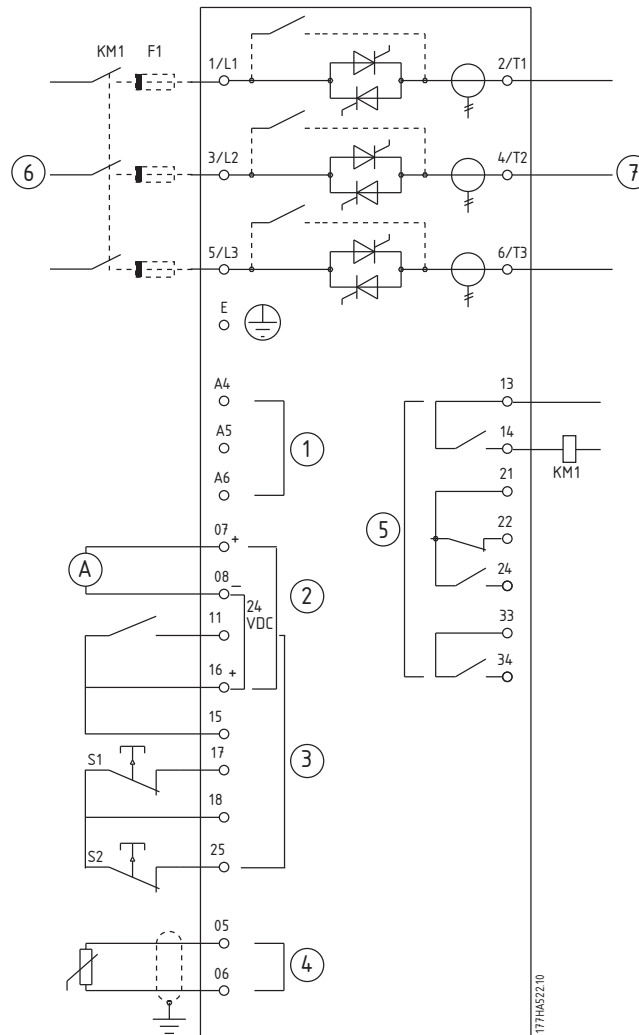 KM1 F1 1/L1 2/T1
6 3/L2 4/T2 7
5/L3 6/T3
E
A4 13
A5 1 14
KM1
A6 21
5 22
07 +
A 24
08 –
2
24
VDC
11 33
16 + 34
15
3
S1 17
18
S2 25
05
4
06
177HA522.10